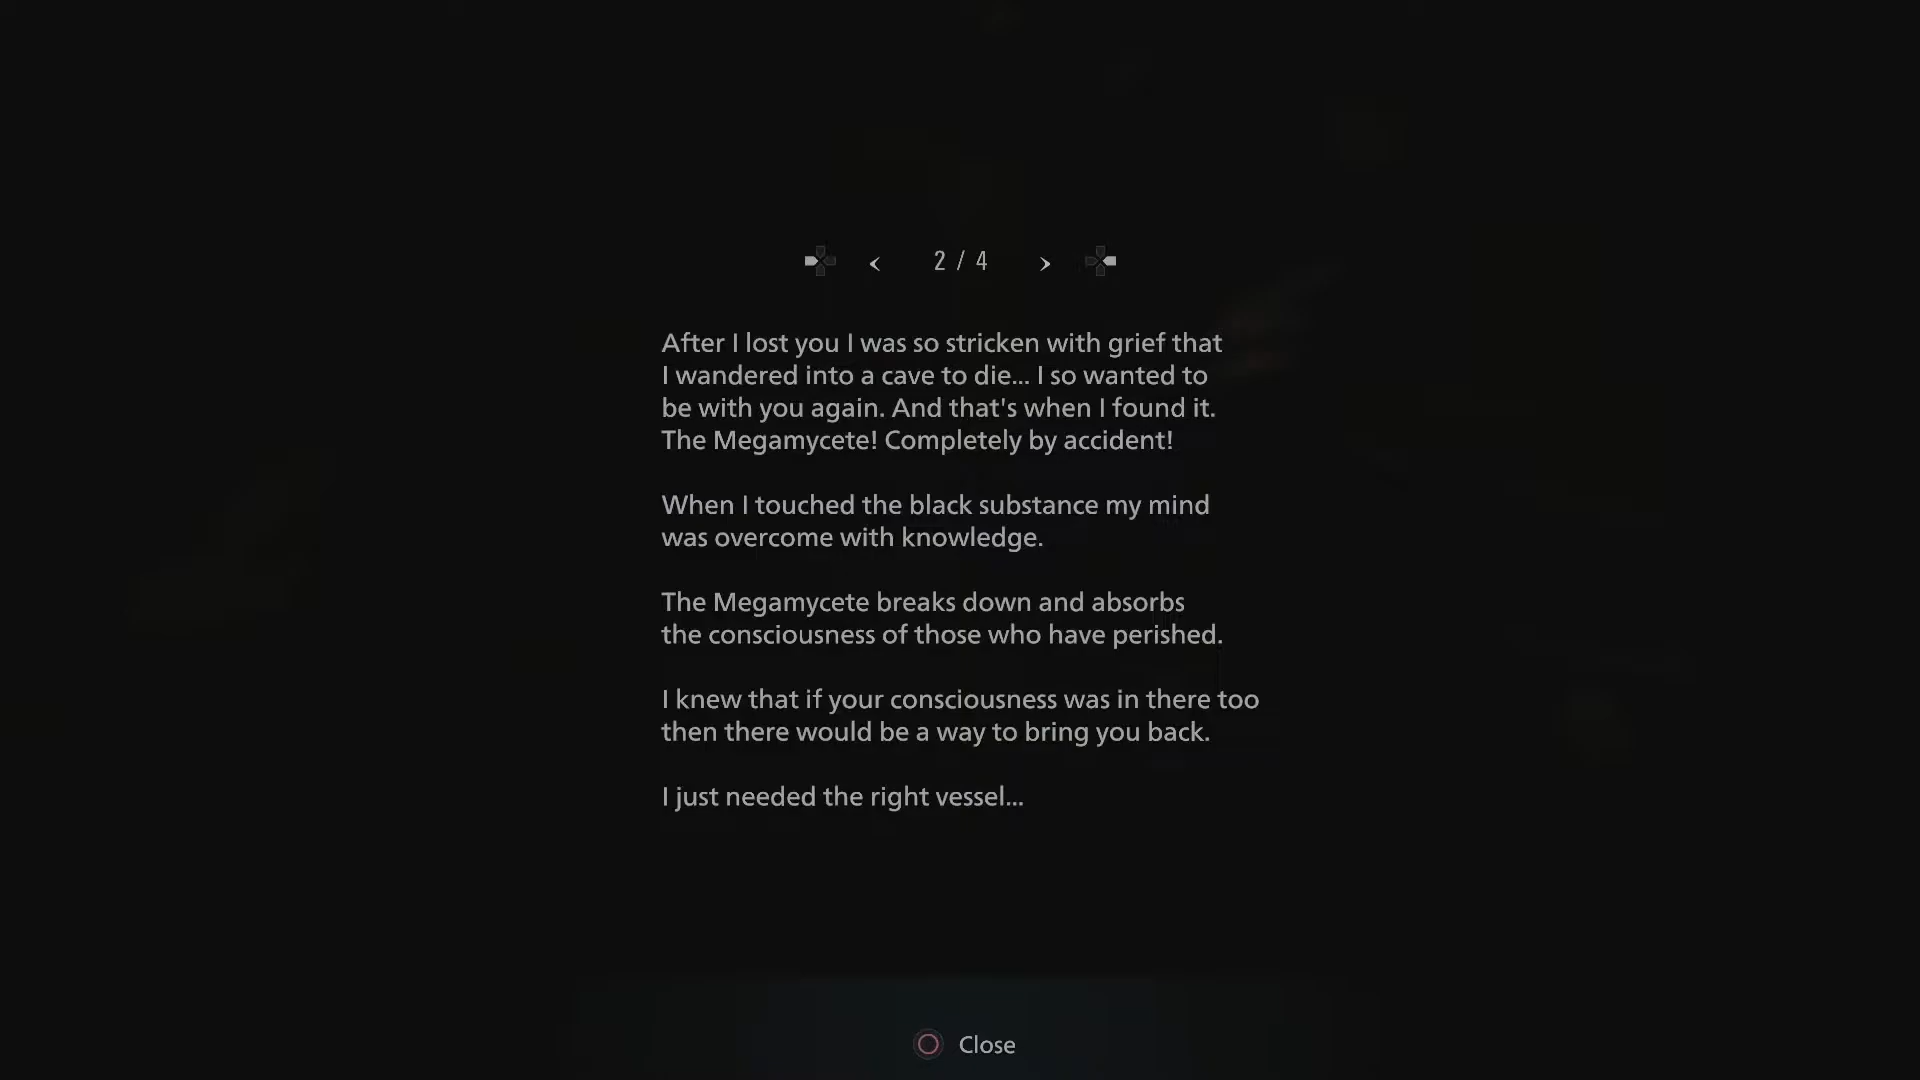 < 2 / 4 >
After I lost you I was so stricken with grief that
I wandered into a cave to die... I so wanted to
be with you again. And that's when I found it.
The Megamycete! Completely by accident!
When I touched the black substance my mind
was overcome with knowledge.
The Megamycete breaks down and absorbs
the consciousness of those who have perished.
I knew that if your consciousness was in there too
then there would be a way to bring you back.
I just needed the right vessel...
Close